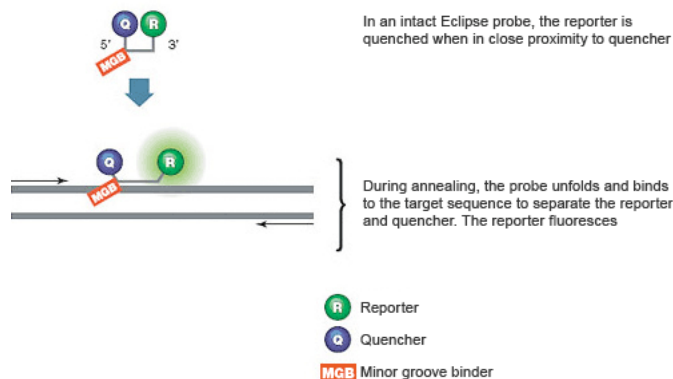 Q R
In an intact Eclipse probe, the reporter is
quenched when in close proximity to quencher
5' 3'
MGB
Q R
MGB
During annealing, the probe unfolds and binds
to the target sequence to separate the reporter
and quencher. The reporter fluoresces
R Reporter
Q Quencher
MGB Minor groove binder